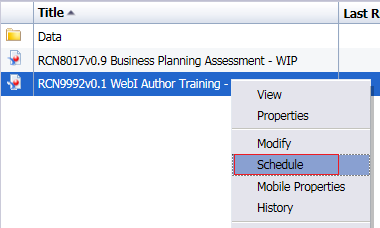 Title
Last R
Data
RCN8017v0.9 Business Planning Assessment - WIP
RCN9992v0.1 WebI Author Training -
View
Properties
Modify
Schedule
Mobile Properties
History